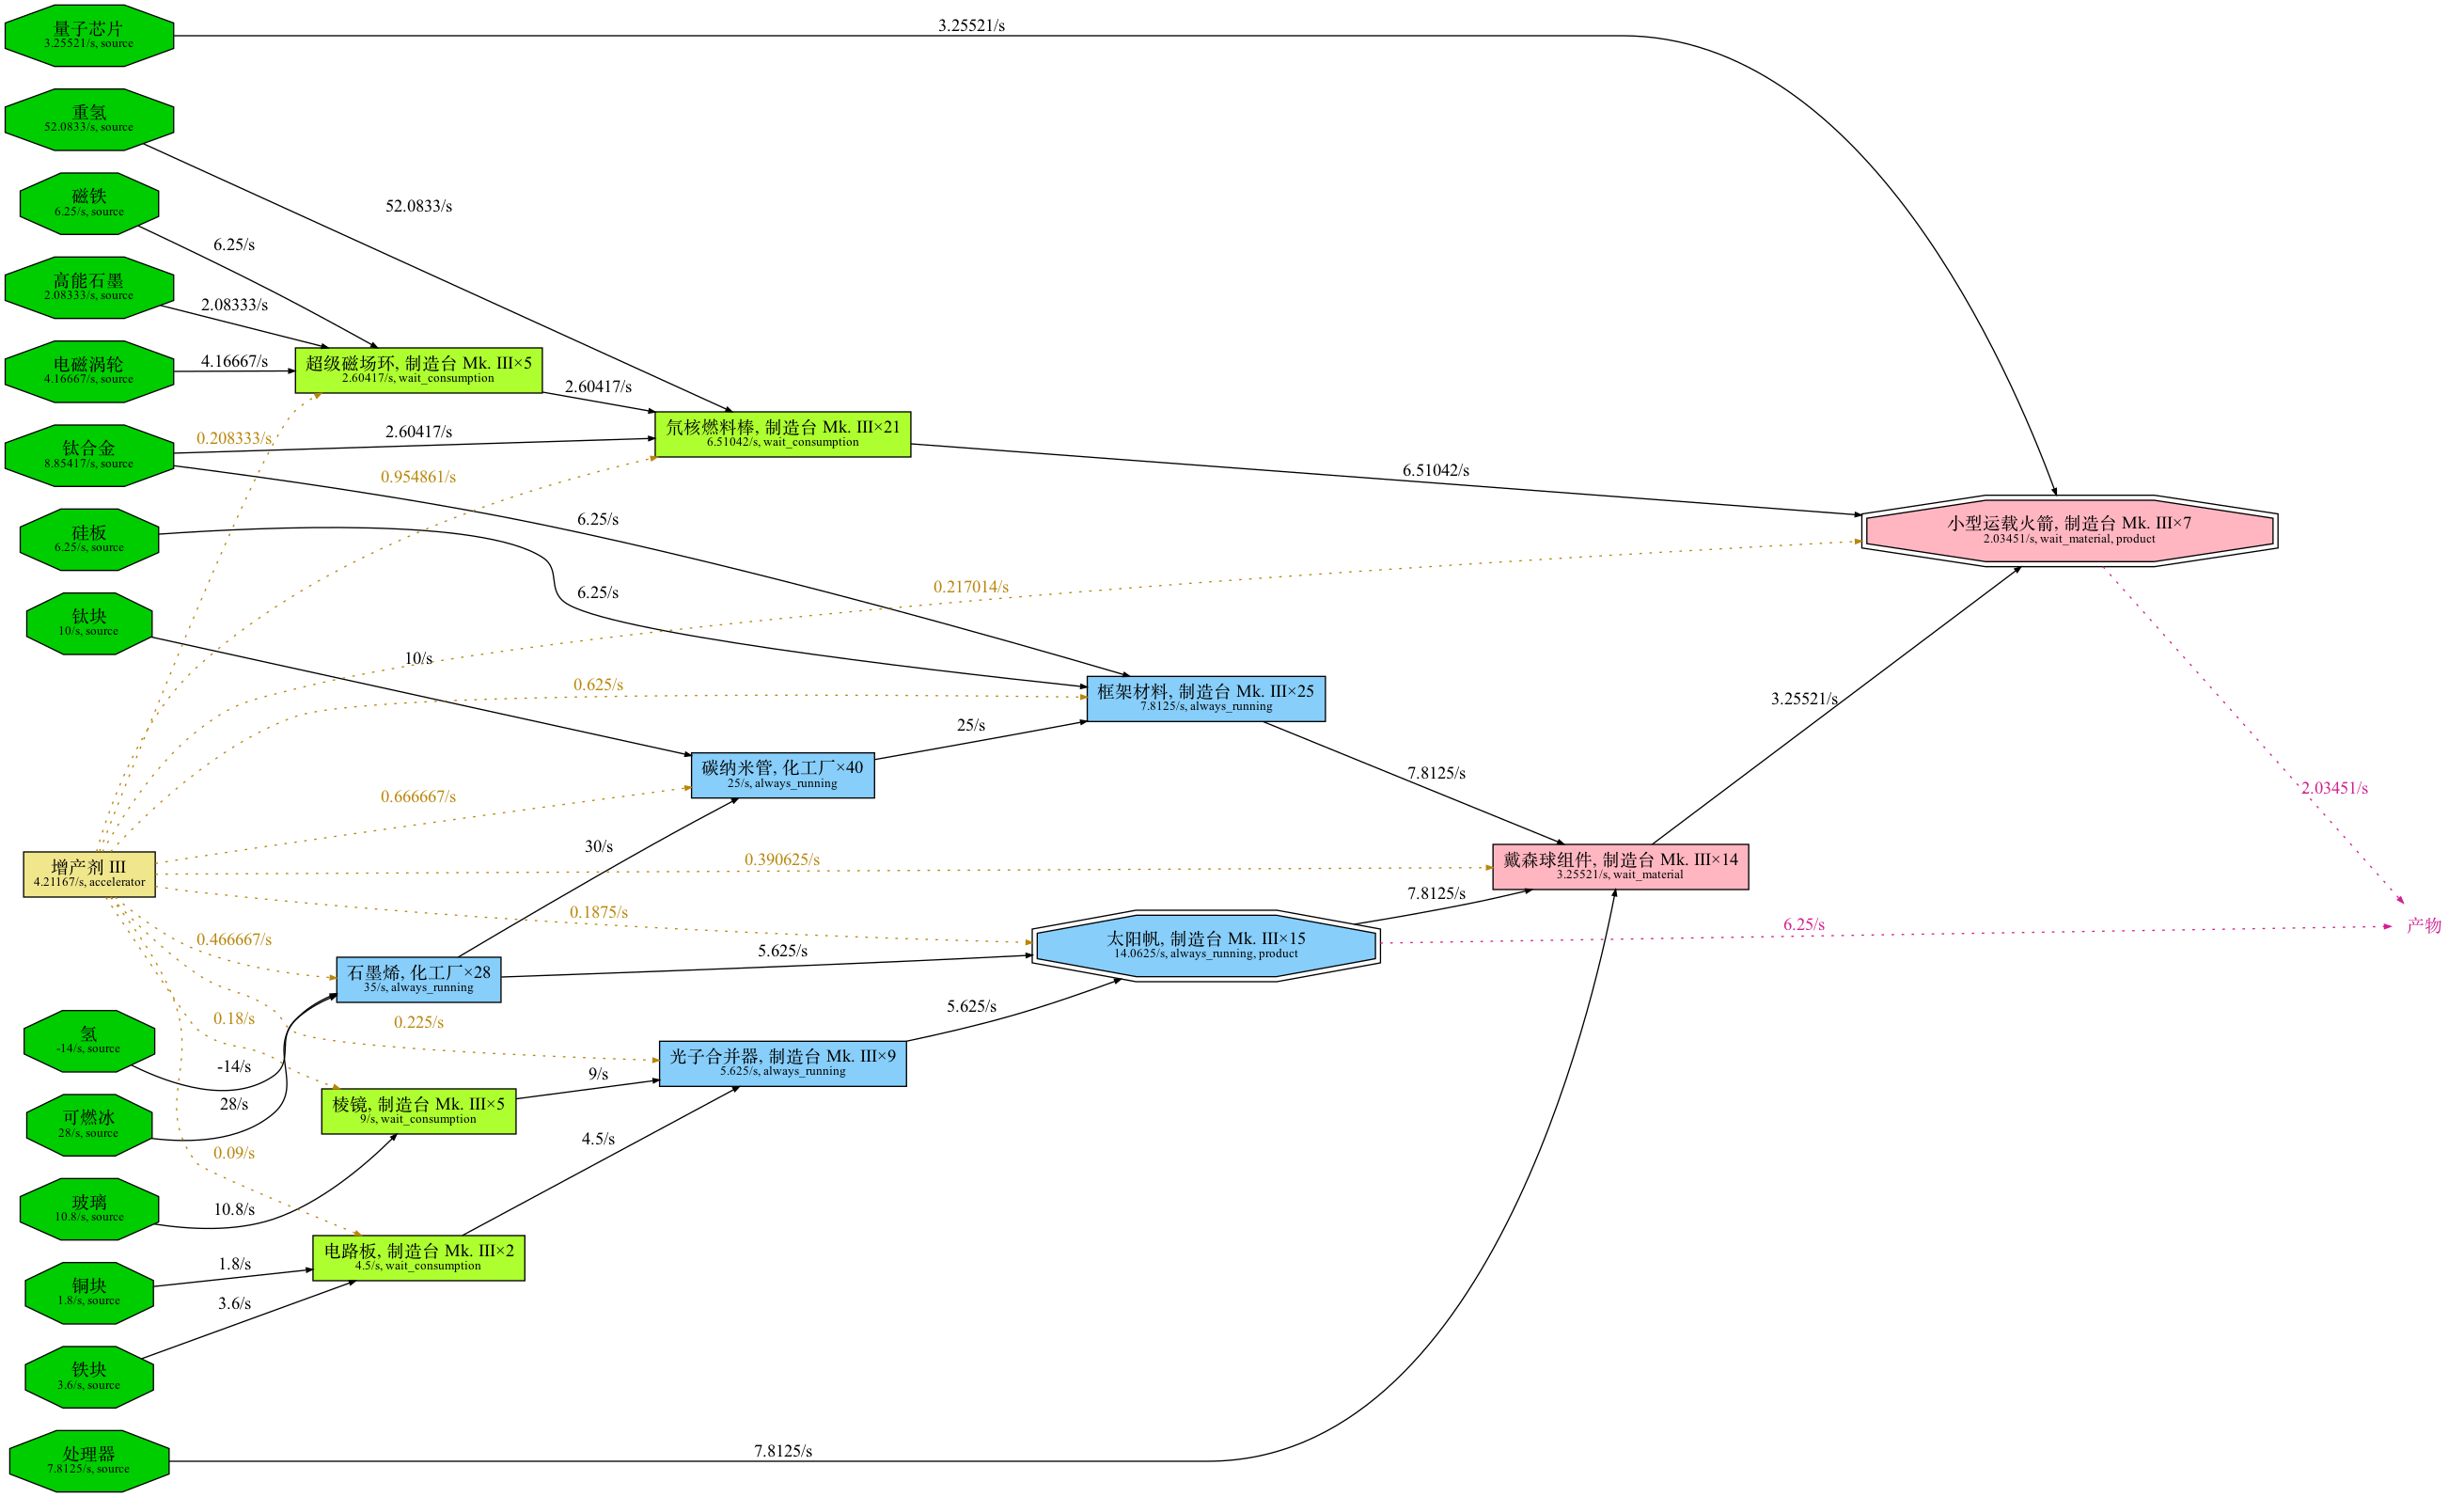 量子芯片
3.25521/s, source
3.25521/s
重氢
52.0833/s, source
52.0833/s
磁铁
6.25/s, source
6.25/s
高能石墨
2.08333/s, source
2.08333/s
电磁涡轮
4.16667/s, source
4.16667/s
超级磁场环, 制造台 Mk. III×5
2.60417/s, wait_consumption
2.60417/s
氘核燃料棒, 制造台 Mk. III×21
6.51042/s, wait_consumption
6.51042/s
钛合金
8.85417/s, source
0.208333/s
2.60417/s
0.954861/s
6.25/s
硅板
6.25/s, source
6.25/s
小型运载火箭, 制造台 Mk. III×7
2.03451/s, wait_material, product
0.217014/s
钛块
10/s, source
10/s
0.625/s
框架材料, 制造台 Mk. III×25
7.8125/s, always_running
3.25521/s
25/s
碳纳米管, 化工厂×40
25/s, always_running
0.666667/s
7.8125/s
2.03451/s
30/s
增产剂 III
4.21167/s, accelerator
0.390625/s
戴森球组件, 制造台 Mk. III×14
3.25521/s, wait_material
7.8125/s
0.1875/s
0.466667/s
太阳帆, 制造台 Mk. III×15
14.0625/s, always_running, product
6.25/s
产物
石墨烯, 化工厂×28
35/s, always_running
5.625/s
氢
-14/s, source
-14/s
0.18/s
0.225/s
5.625/s
光子合并器, 制造台 Mk. III×9
5.625/s, always_running
9/s
可燃冰
28/s, source
28/s
棱镜, 制造台 Mk. III×5
9/s, wait_consumption
0.09/s
4.5/s
玻璃
10.8/s, source
10.8/s
电路板, 制造台 Mk. III×2
4.5/s, wait_consumption
铜块
1.8/s, source
1.8/s
3.6/s
铁块
3.6/s, source
处理器
7.8125/s, source
7.8125/s